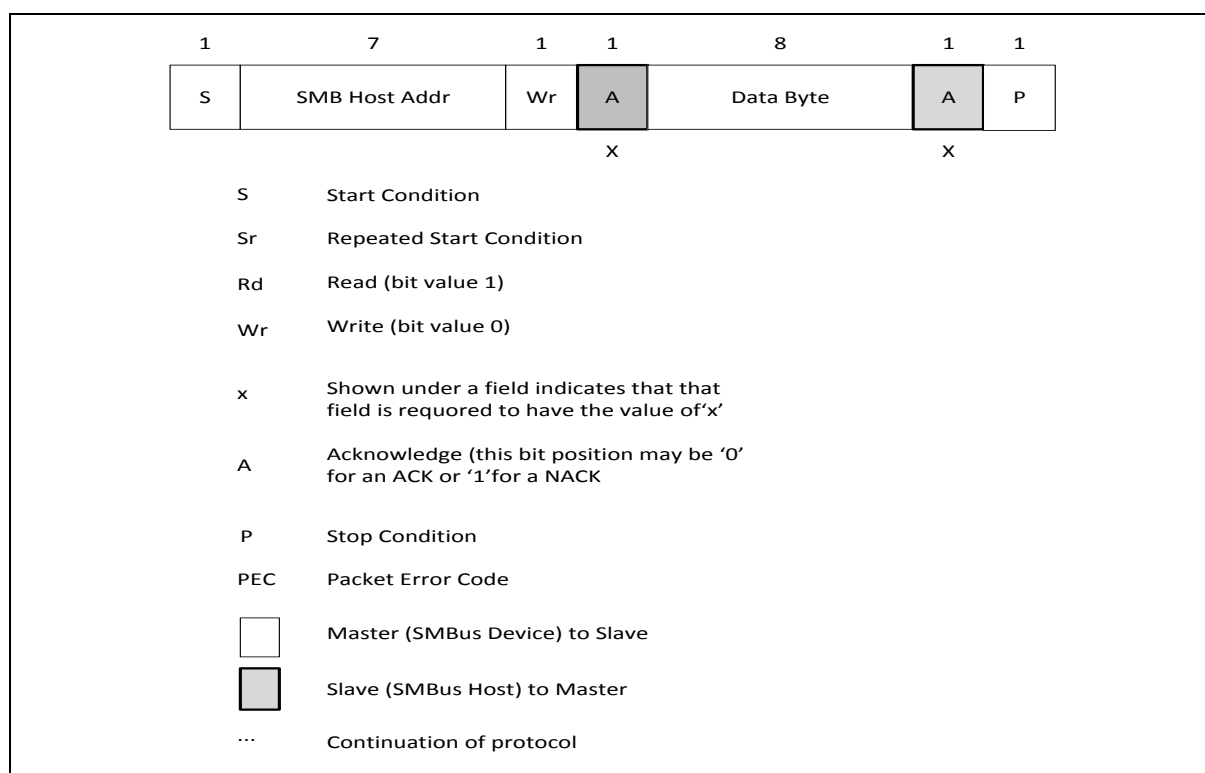 1 7 1 1 8 1 1
S SMB Host Addr Wr A Data Byte A P
X X
S Start Condition
Sr Repeated Start Condition
Rd Read (bit value 1)
Wr Write (bit value 0)
x Shown under a field indicates that that
field is requored to have the value of‘x’
A Acknowledge (this bit position may be ‘0’
for an ACK or ‘1’for a NACK
P Stop Condition
PEC Packet Error Code
Master (SMBus Device) to Slave
Slave (SMBus Host) to Master
... Continuation of protocol